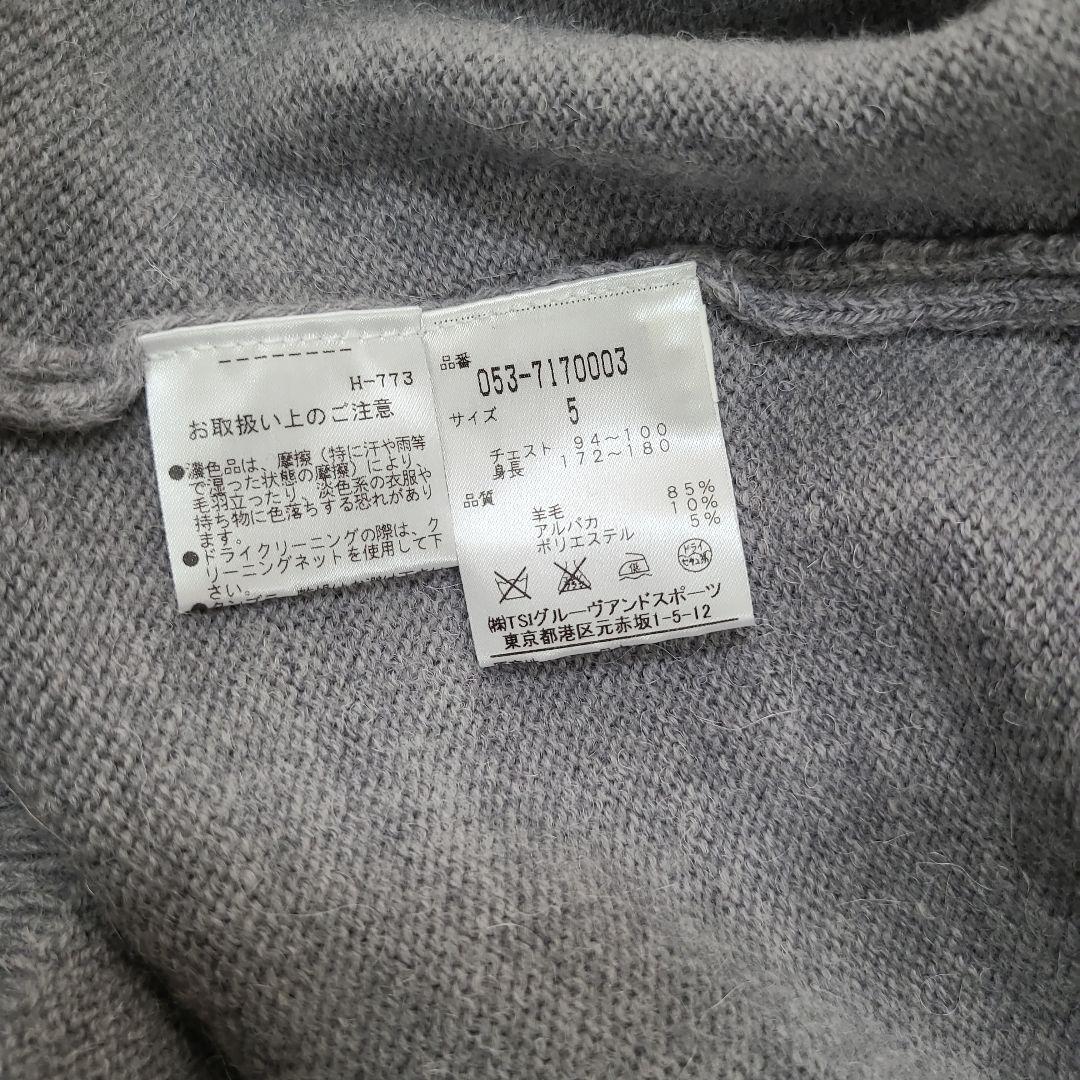 H-773
お取扱い上のご注意
●濃色品は、摩擦(特に汗や雨等
で湿った状態の摩擦)により、
毛羽立ったり、淡色系の衣服や
持ち物に色落ちする恐れがあり
ます。
●ドライクリーニングの際は、ク
リーニングネットを使用して下
さい。
品番 053-7170003
サイズ 5
チェスト 94~100
身長 172~180
品質
羊毛 85%
アルパカ 10%
ポリエステル 5%
低
ドライ
セキユ系
㈱TSIグルーヴアンドスポーツ
東京都港区元赤坂1-5-12